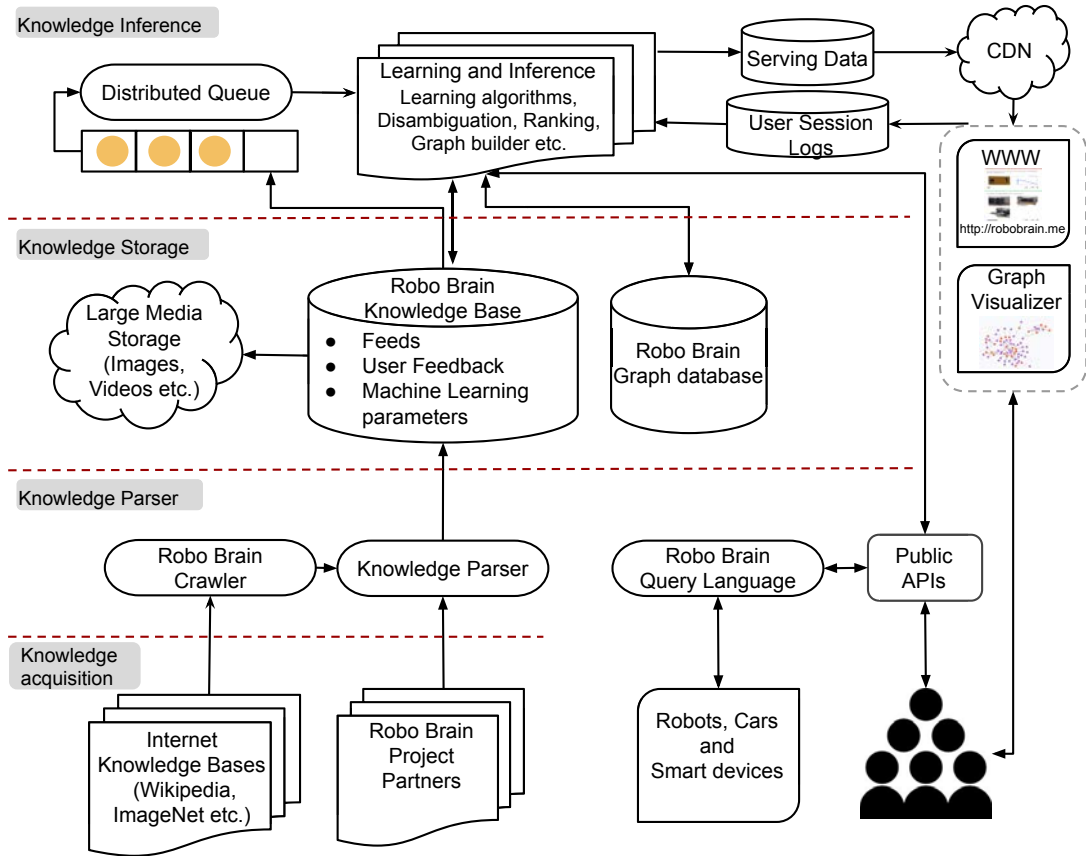 Knowledge Inference
Distributed Queue
Learning and Inference
Learning algorithms,
Disambiguation, Ranking,
Graph builder etc.
Serving Data
CDN
User Session
Logs
WWW
http://robobrain.me
Graph
Visualizer
Knowledge Storage
Large Media
Storage
(Images,
Videos etc.)
Robo Brain
Knowledge Base
● Feeds
● User Feedback
● Machine Learning
parameters
Robo Brain
Graph database
Knowledge Parser
Robo Brain
Crawler
Knowledge Parser
Robo Brain
Query Language
Public
APIs
Knowledge
acquisition
Internet
Knowledge Bases
(Wikipedia,
ImageNet etc.)
Robo Brain
Project
Partners
Robots, Cars
and
Smart devices